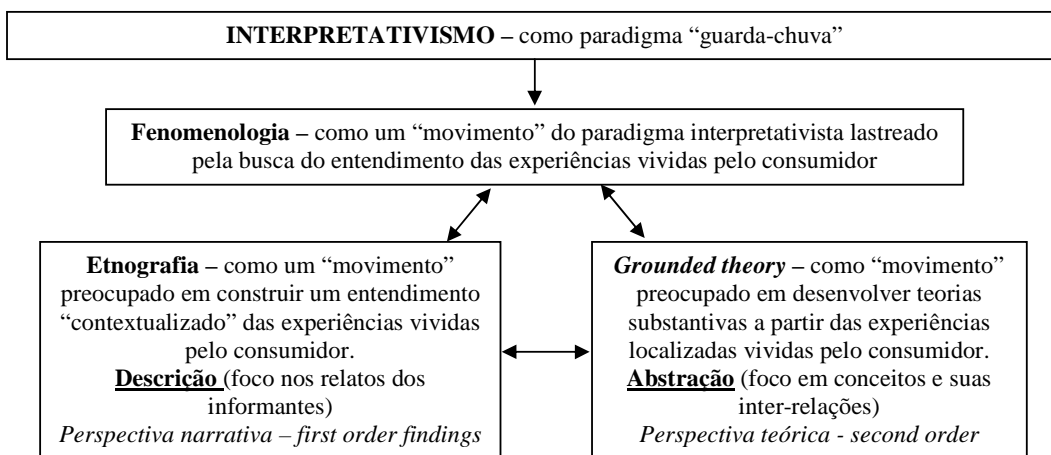 INTERPRETATIVISMO – como paradigma “guarda-chuva”
Fenomenologia – como um “movimento” do paradigma interpretativista lastreado
pela busca do entendimento das experiências vividas pelo consumidor
Etnografia – como um “movimento”
preocupado em construir um entendimento
“contextualizado” das experiências vividas
pelo consumidor.
Descrição (foco nos relatos dos
informantes)
Perspectiva narrativa – first order findings
Grounded theory – como “movimento”
preocupado em desenvolver teorias
substantivas a partir das experiências
localizadas vividas pelo consumidor.
Abstração (foco em conceitos e suas
inter-relações)
Perspectiva teórica - second order